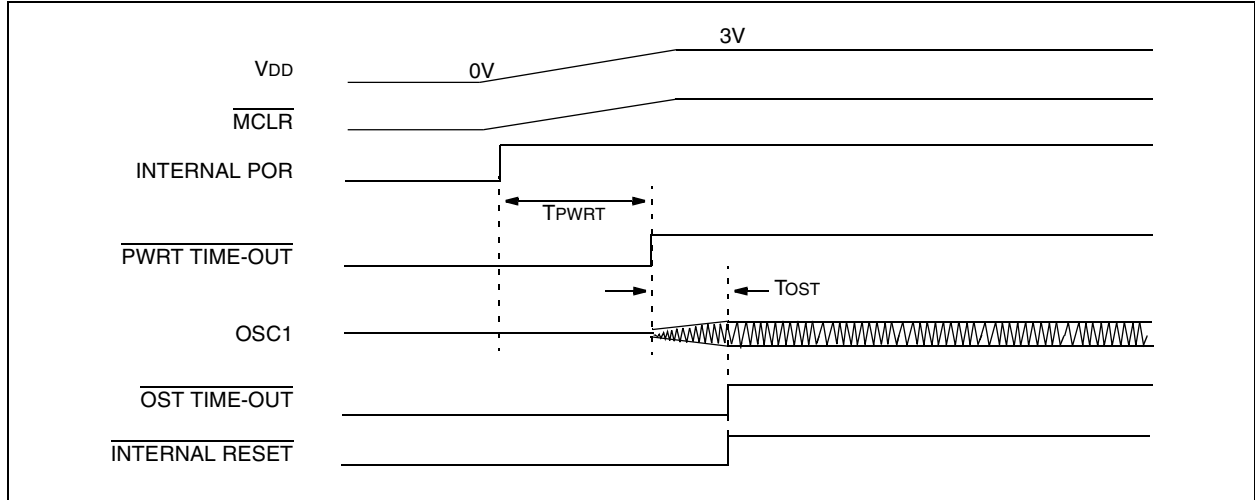 3V
VDD
0V
MCLR
INTERNAL POR
TPWRT
PWRT TIME-OUT
TOST
OSC1
OST TIME-OUT
INTERNAL RESET